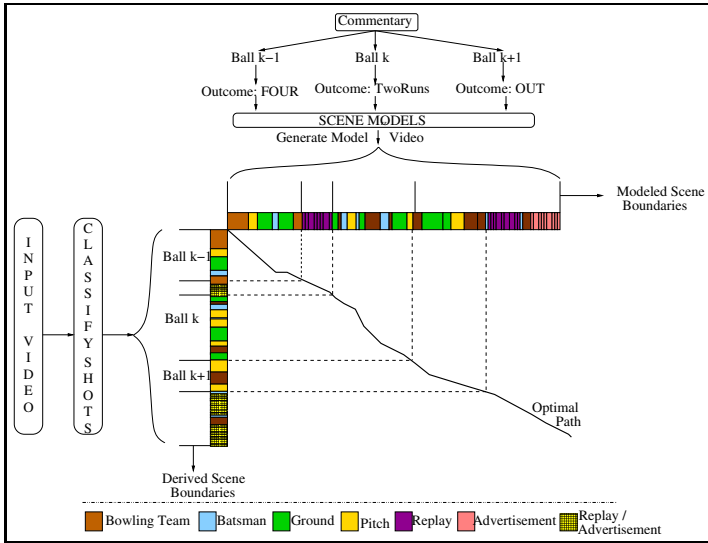 Commentary
Ball k−1
Ball k
Ball k+1
Outcome: FOUR
Outcome: TwoRuns
Outcome: OUT
SCENE MODELS
Generate Model Video
Modeled Scene Boundaries
INPUT VIDEO
CLASSIFY SHOTS
Ball k−1
Ball k
Ball k+1
Optimal Path
Derived Scene Boundaries
Bowling Team
Batsman
Ground
Pitch
Replay
Advertisement
Replay / Advertisement